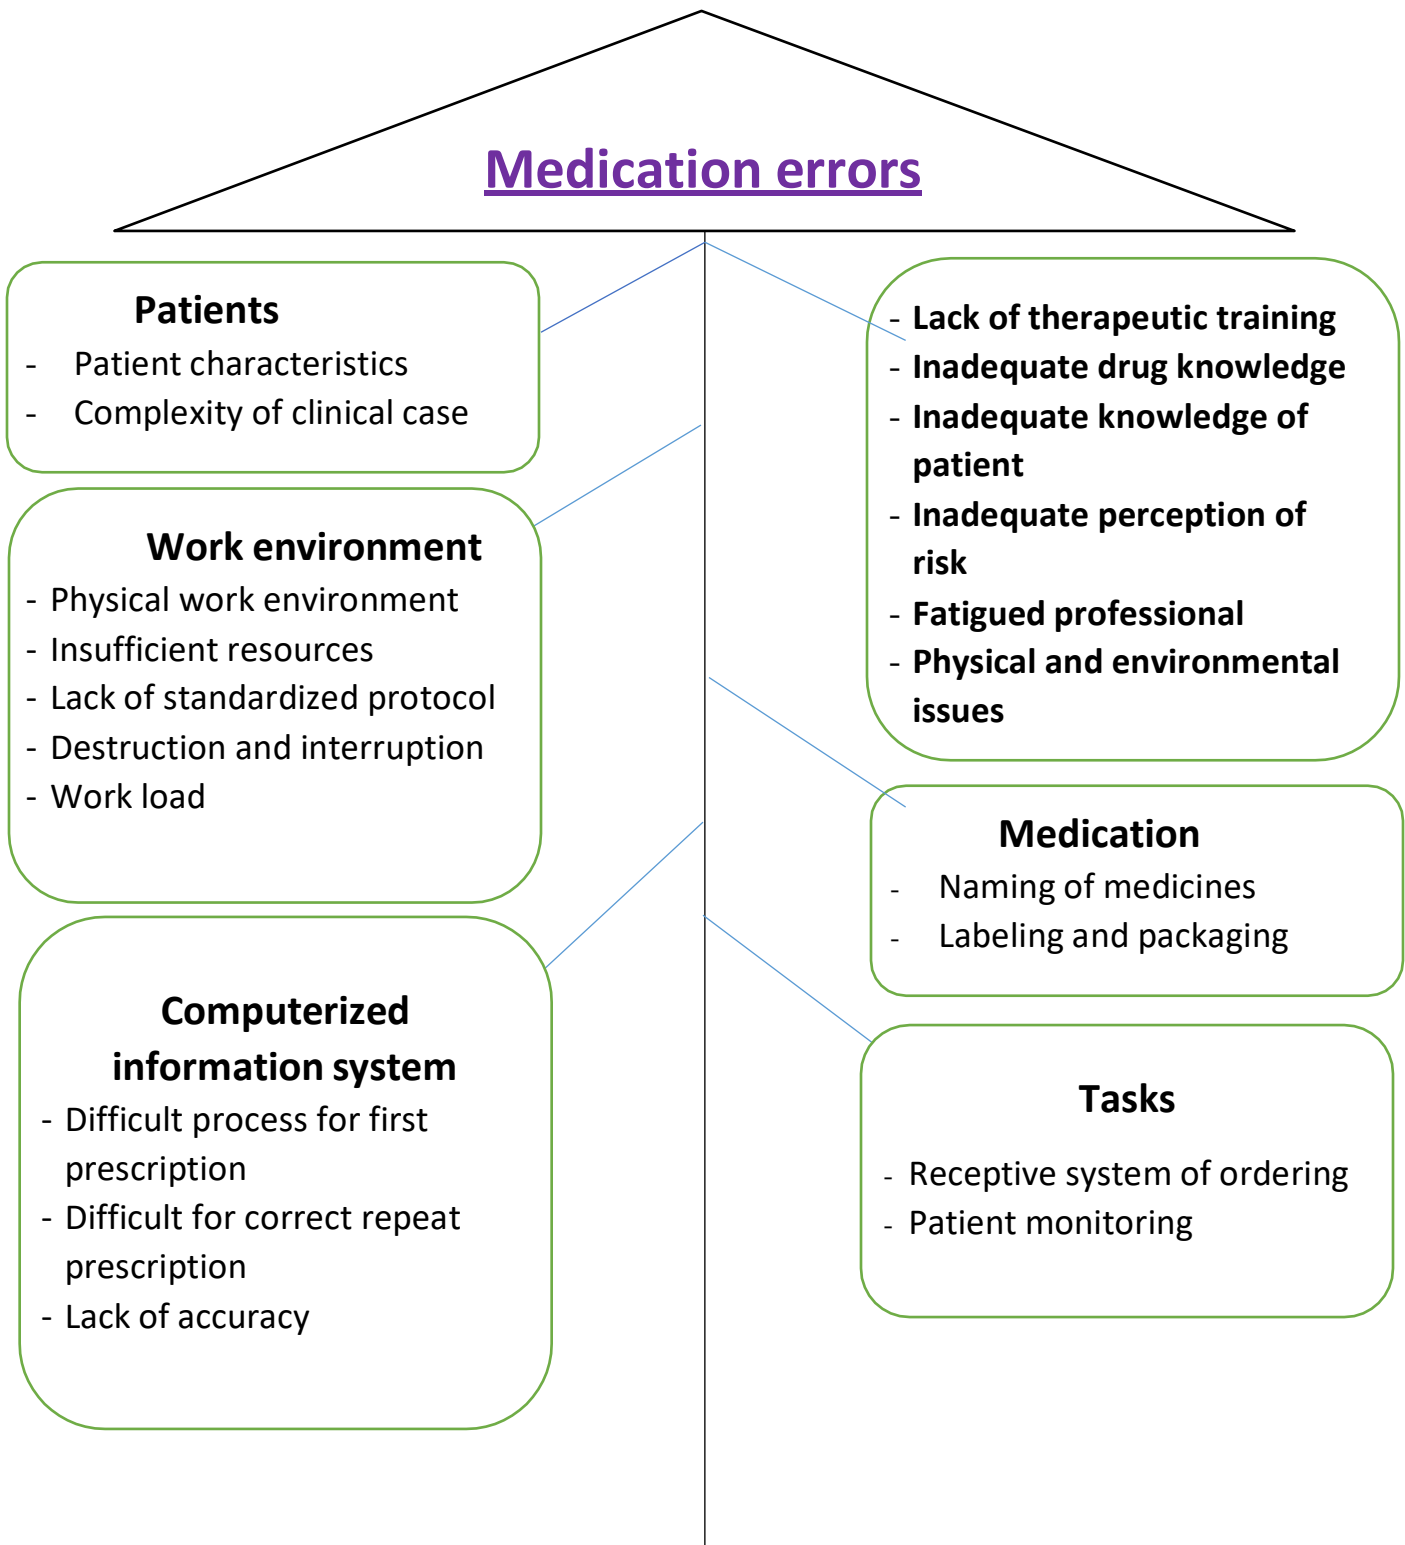 Medication errors
Patients
- Patient characteristics
- Complexity of clinical case
Work environment
- Physical work environment
- Insufficient resources
- Lack of standardized protocol
- Destruction and interruption
- Work load
Computerized
information system
- Difficult process for first
prescription
- Difficult for correct repeat
prescription
- Lack of accuracy
- Lack of therapeutic training
- Inadequate drug knowledge
- Inadequate knowledge of
patient
- Inadequate perception of
risk
- Fatigued professional
- Physical and environmental
issues
Medication
- Naming of medicines
- Labeling and packaging
Tasks
- Receptive system of ordering
- Patient monitoring